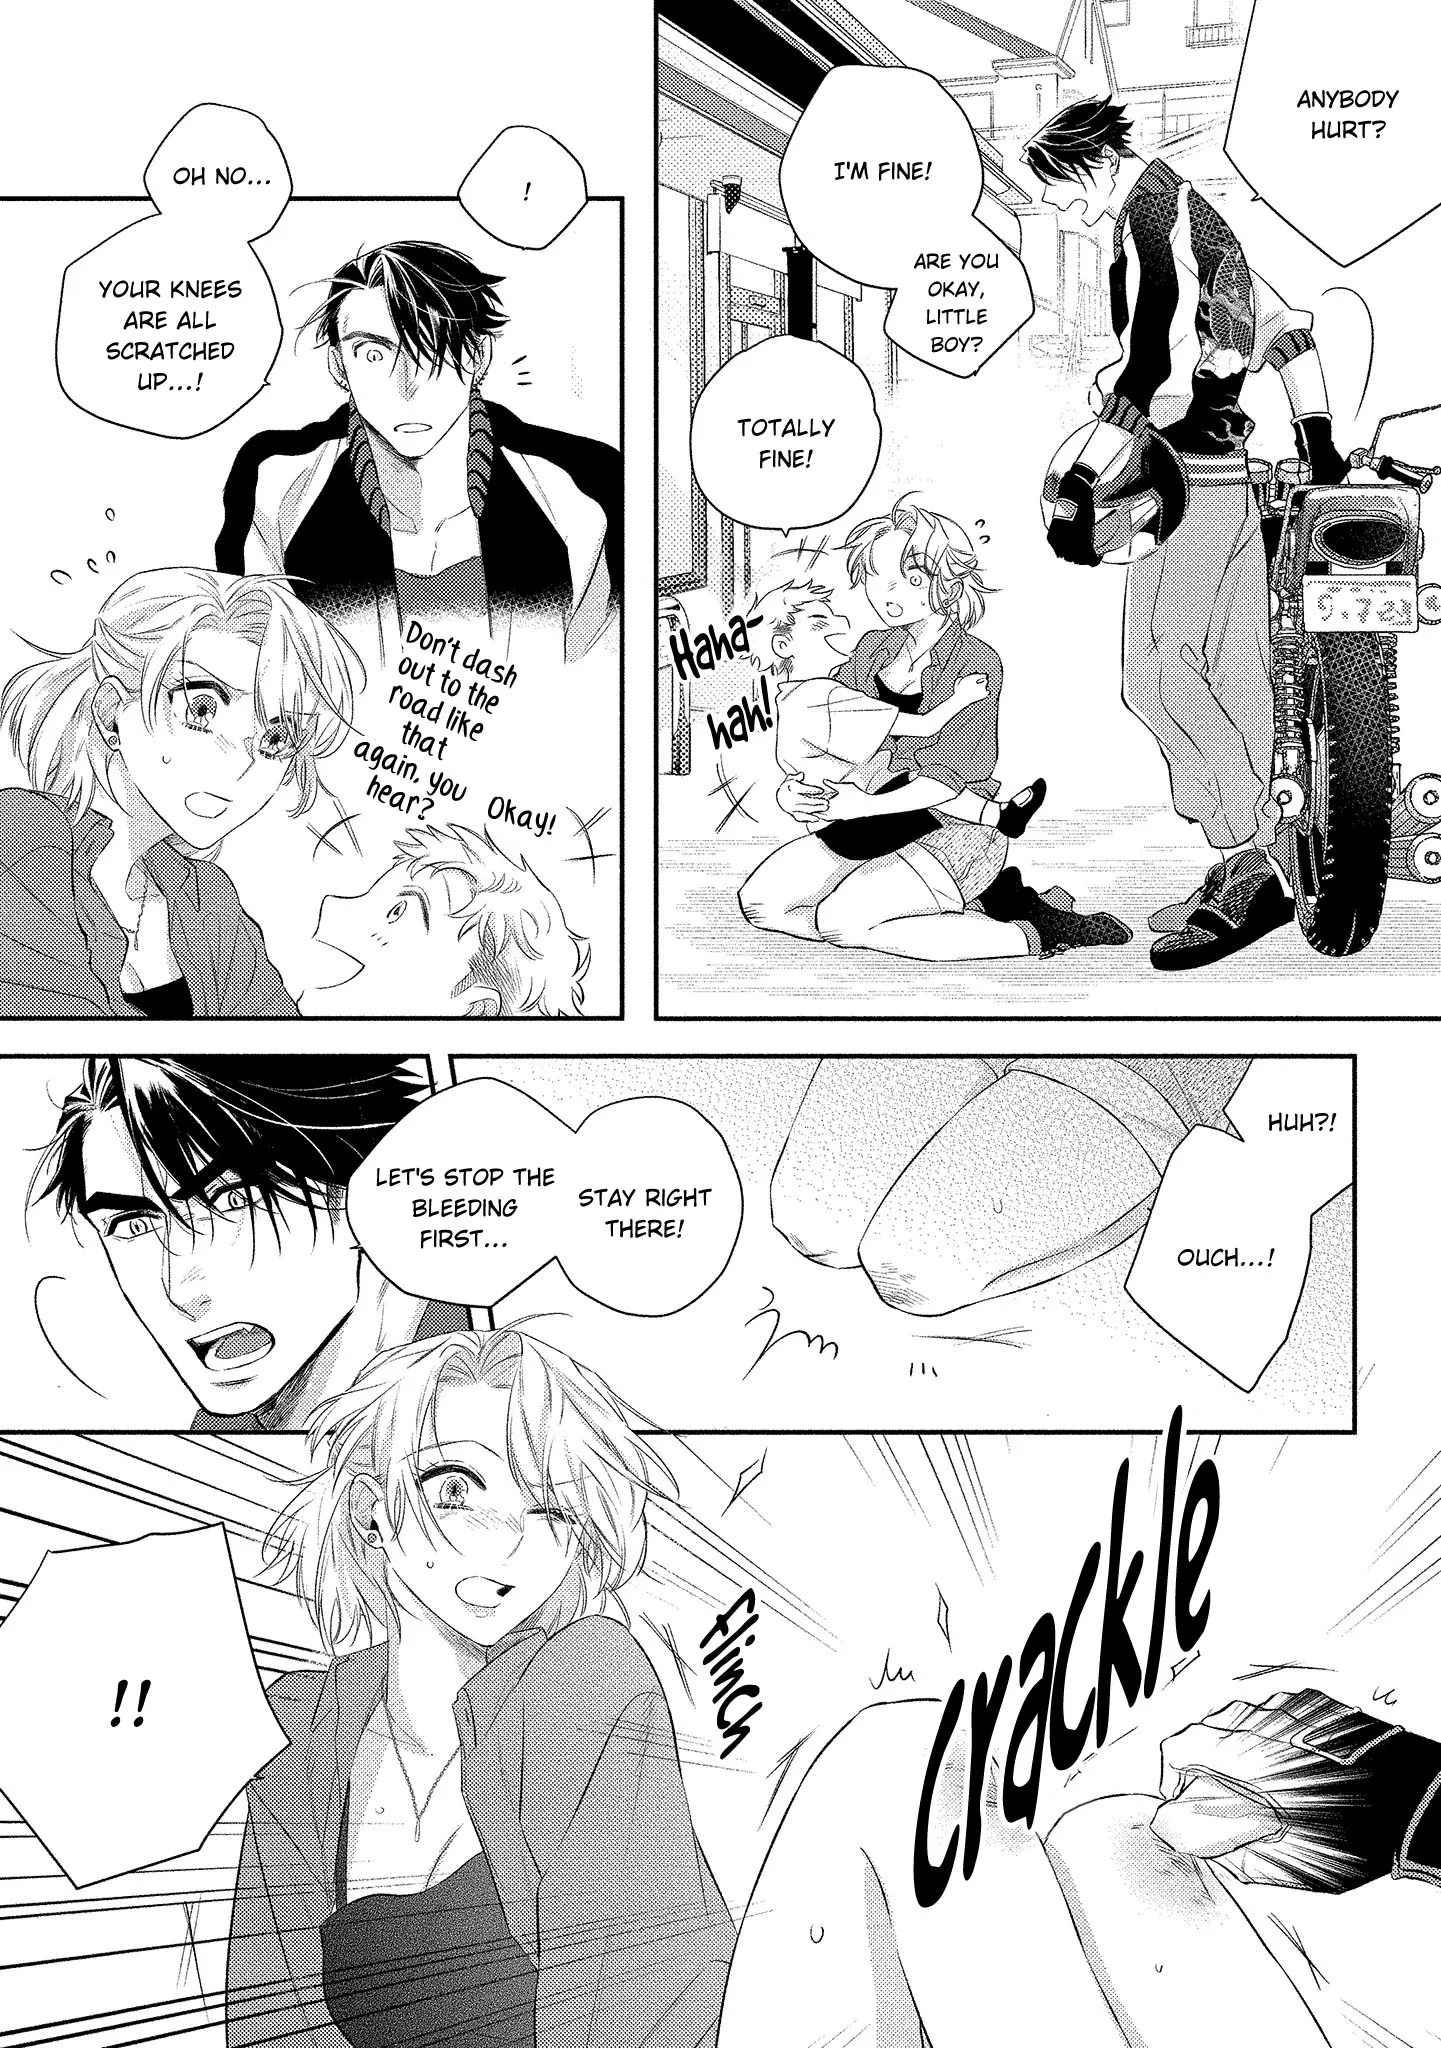 ANYBODY
HURT?
I'M FINE!
ARE YOU
OKAY,
LITTLE
BOY?
TOTALLY
FINE!
Haha-
hah!
!
OH NO...
YOUR KNEES
ARE ALL
SCRATCHED
UP...!
Don't dash
out to the
road like
that
again, you
hear?
Okay!
HUH?!
OUCH...!
STAY RIGHT
THERE!
LET'S STOP THE
BLEEDING
FIRST...
crackle
flinch
!!